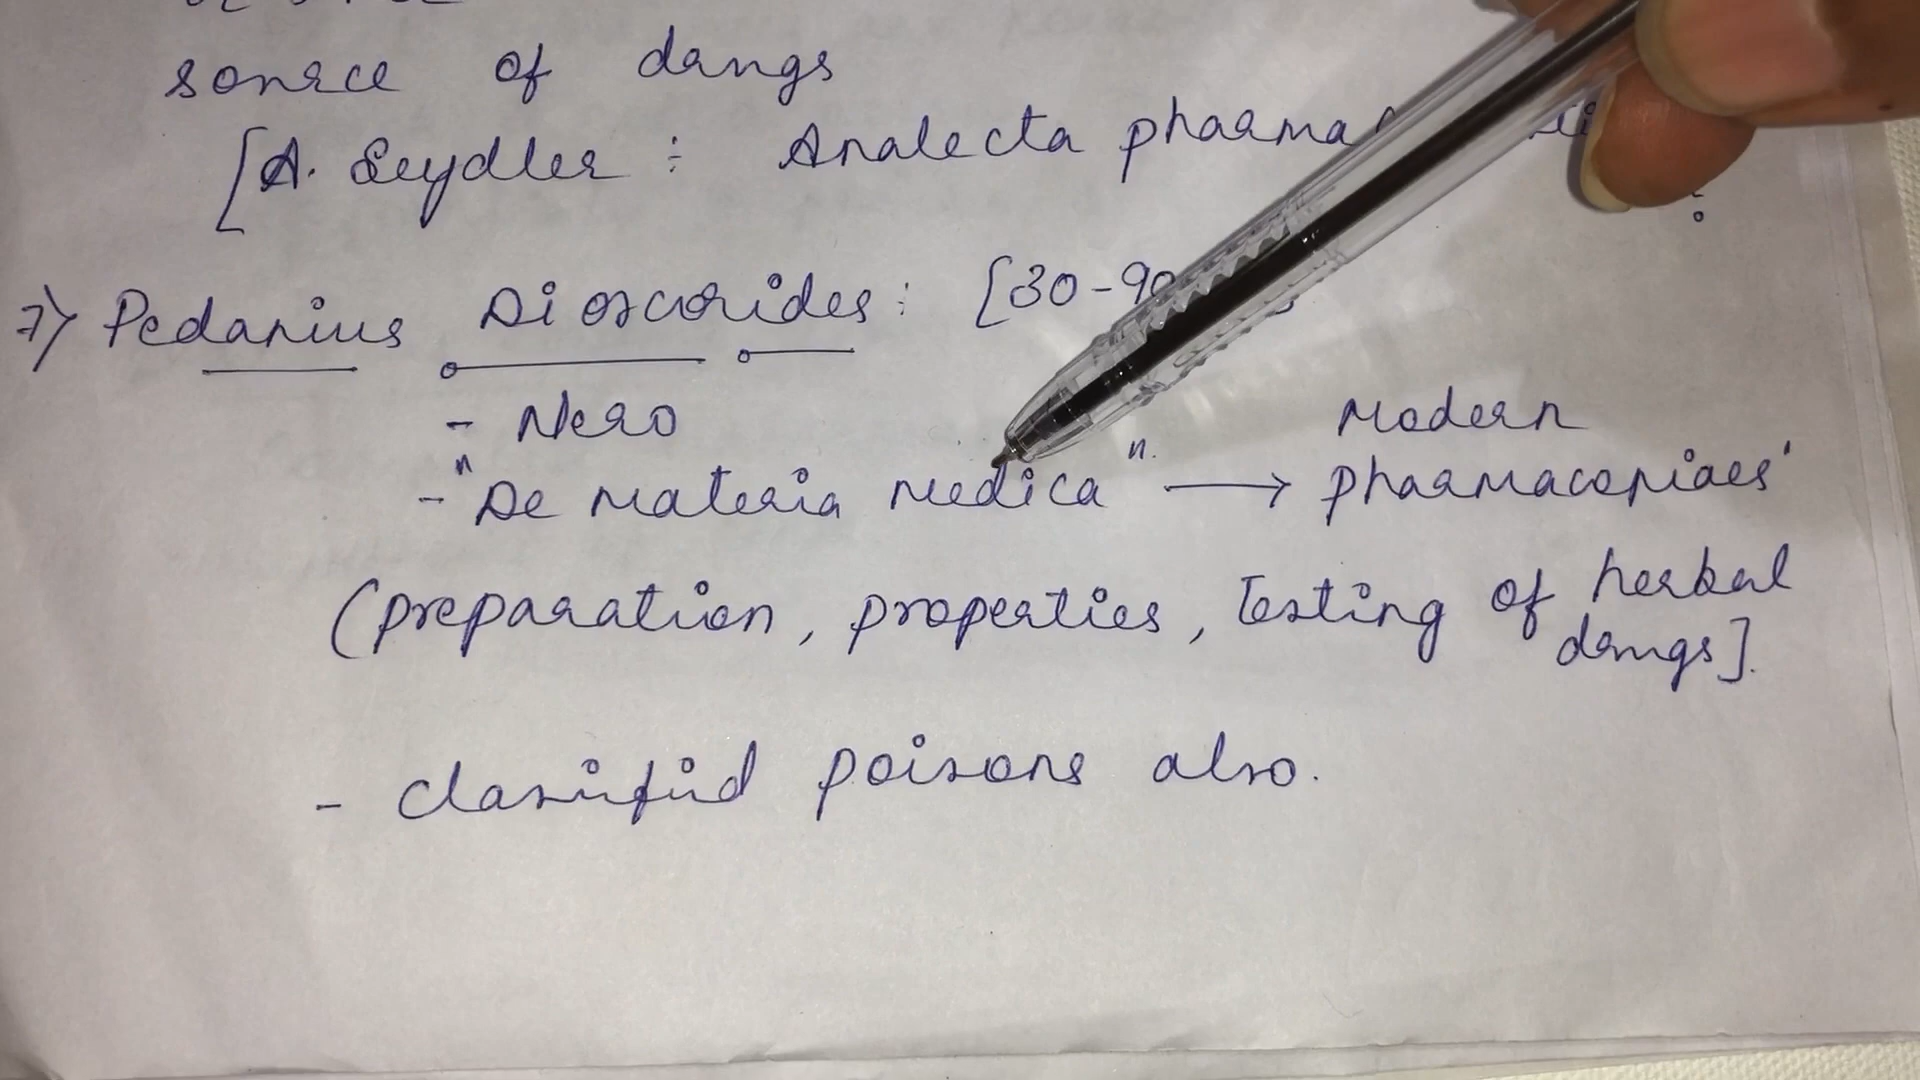 source of drugs
[A. Seydler : Analecta
7) Pedanius Dioscorides : [30-90
- Nero
- "De Materia Medica". → Modern pharmacopiaes'
(preparation, properties, Testing of herbal
drugs].
- classified poisons also.